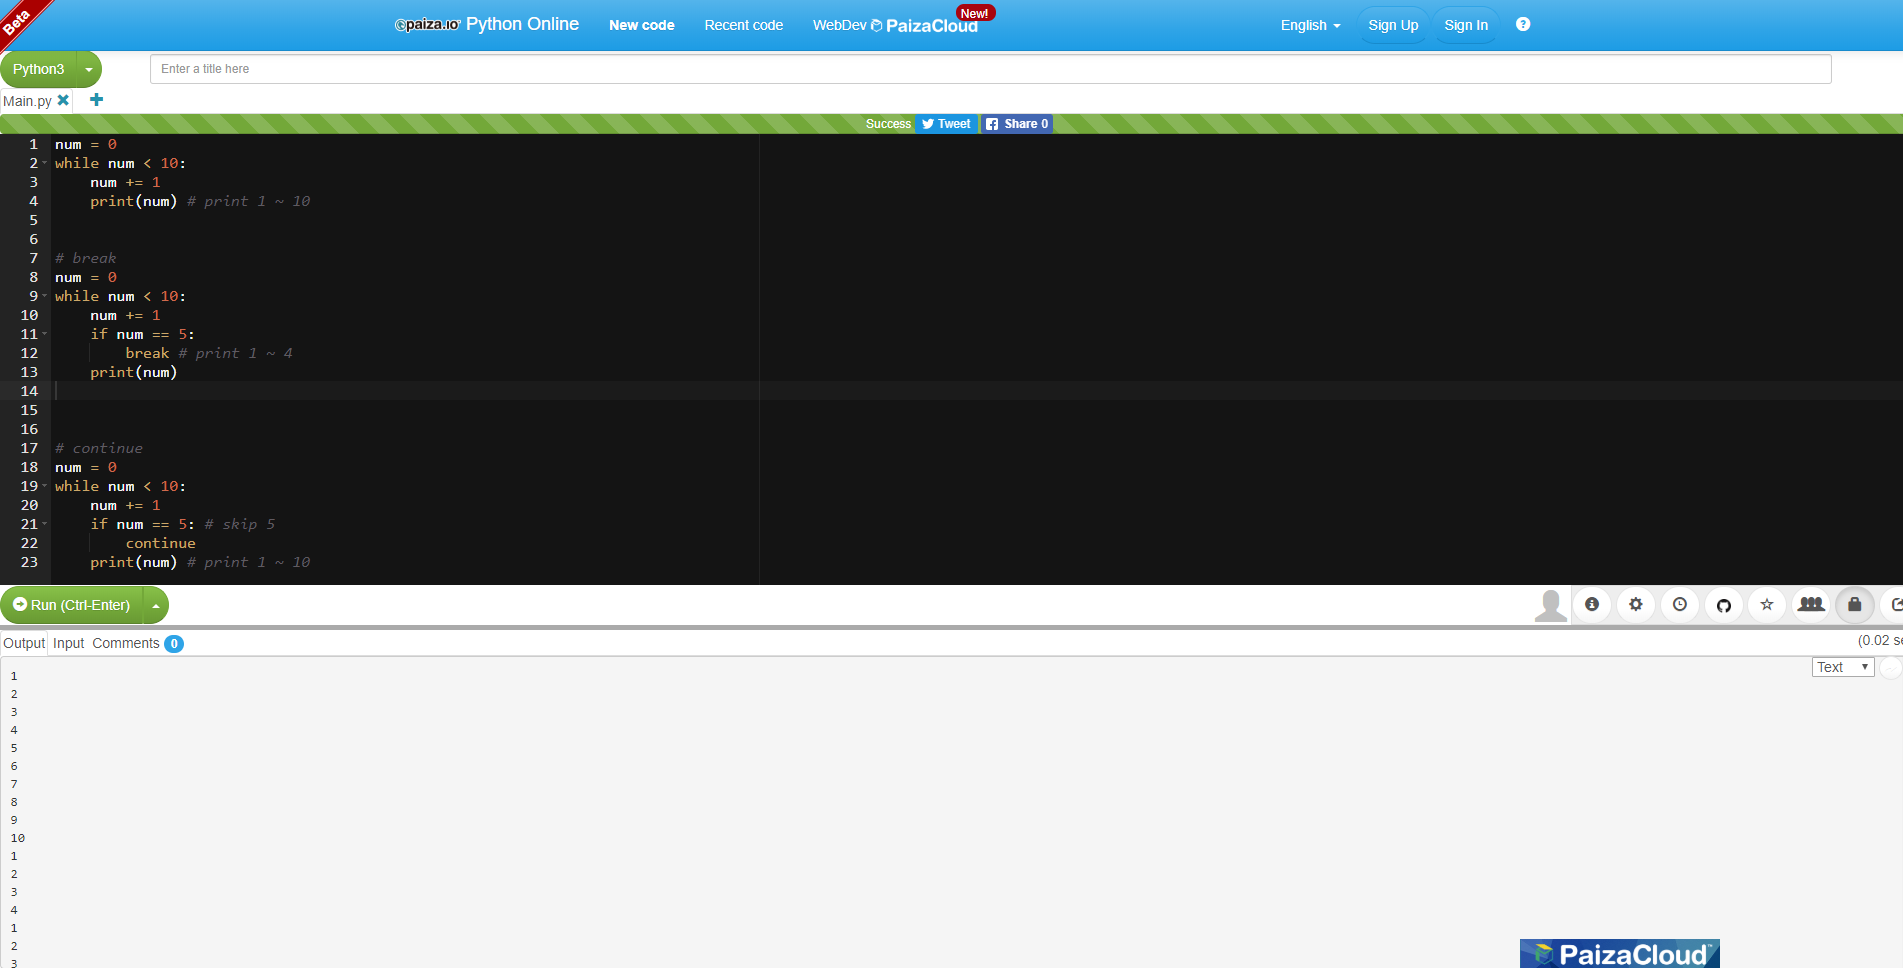 Beta
paiza.io Python Online New code Recent code WebDev PaizaCloud New! English Sign Up Sign In ?
Python3 Enter a title here
Main.py
Success Tweet Share 0
1 num = 0
2 while num < 10:
3     num += 1
4     print(num) # print 1 ~ 10
5
6
7 # break
8 num = 0
9 while num < 10:
10     num += 1
11     if num == 5:
12         break # print 1 ~ 4
13     print(num)
14
15
16
17 # continue
18 num = 0
19 while num < 10:
20     num += 1
21     if num == 5: # skip 5
22         continue
23     print(num) # print 1 ~ 10
Run (Ctrl-Enter)
Output Input Comments 0 (0.02 se
Text
1
2
3
4
5
6
7
8
9
10
1
2
3
4
1
2
3
PaizaCloud